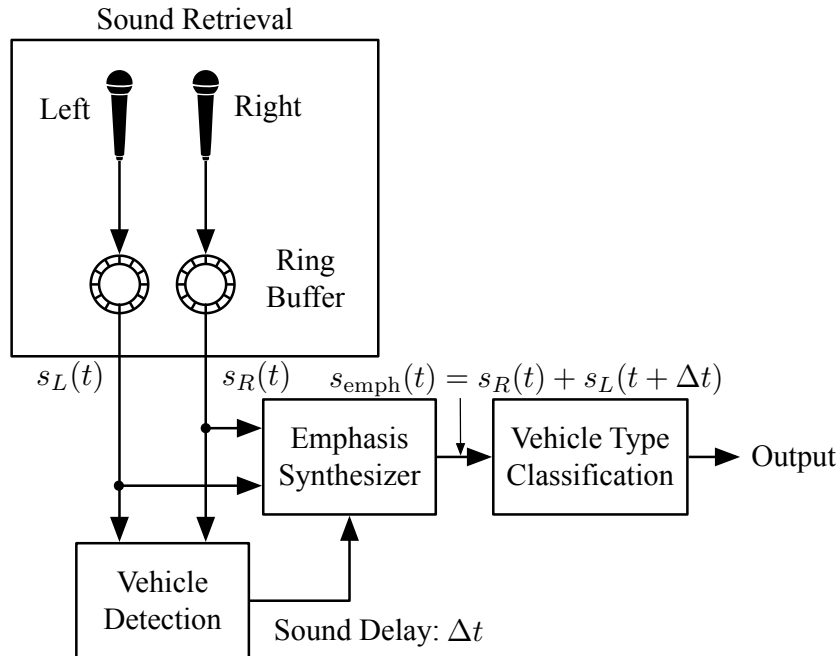 Sound Retrieval
Left
Right
Ring
Buffer
s_L(t)
s_R(t)
s_emph(t) = s_R(t) + s_L(t + Δt)
Emphasis
Synthesizer
Vehicle Type
Classification
Output
Vehicle
Detection
Sound Delay: Δt